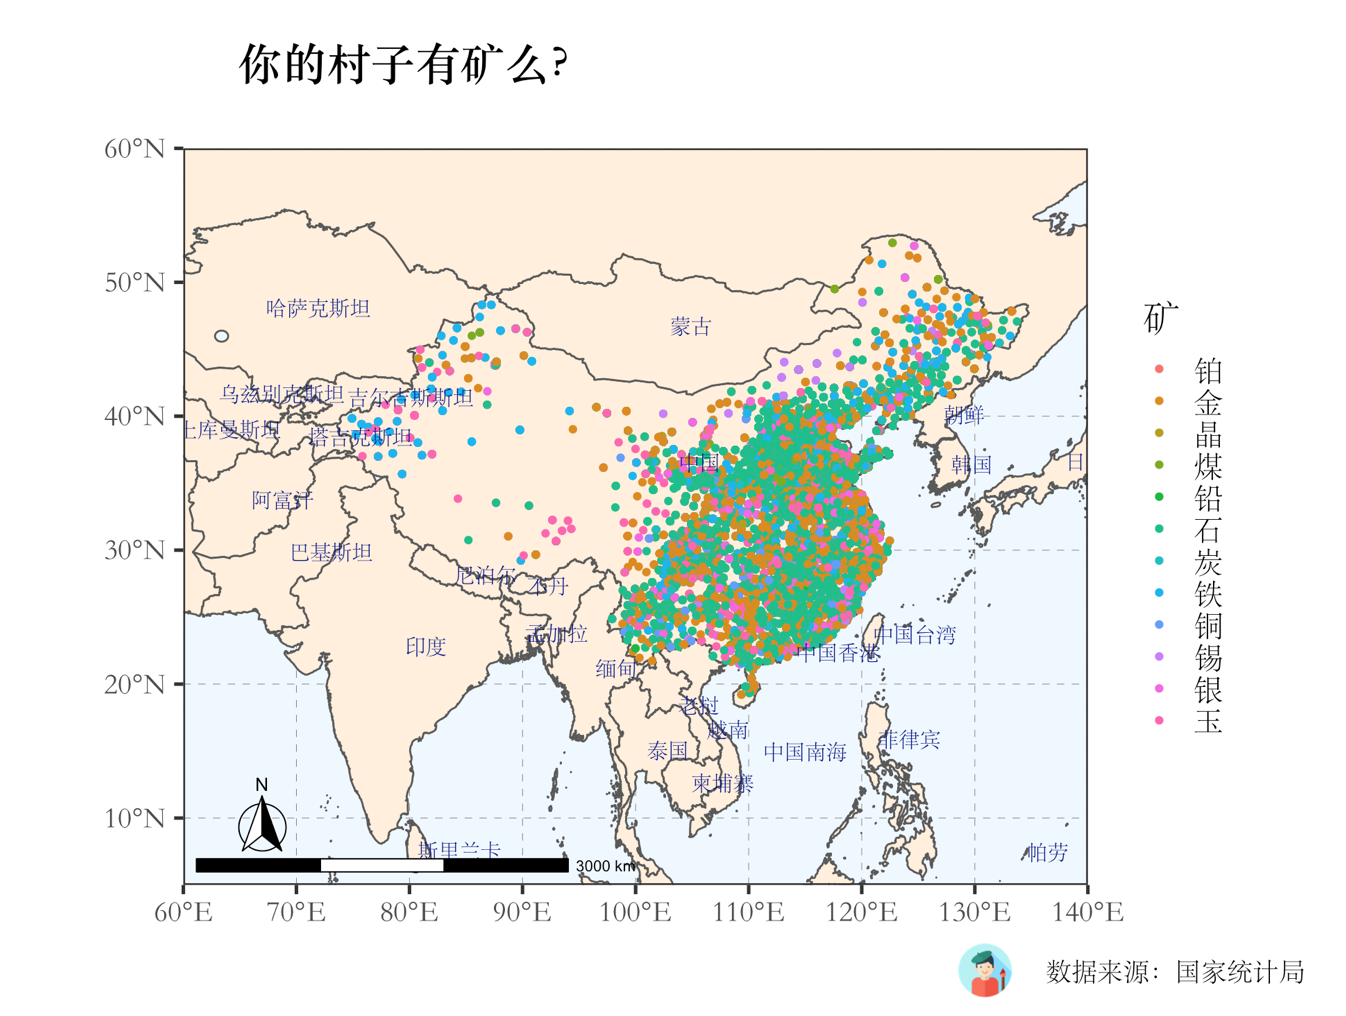 你的村子有矿么?
60°N
50°N
40°N
30°N
20°N
10°N
60°E
70°E
80°E
90°E
100°E
110°E
120°E
130°E
140°E
哈萨克斯坦
蒙古
乌兹别克斯坦
吉尔吉斯斯坦
土库曼斯坦
塔吉克斯坦
朝鲜
中国
韩国
日
阿富汗
巴基斯坦
尼泊尔
不丹
孟加拉
中国台湾
印度
中国香港
缅甸
老挝
越南
泰国
中国南海
菲律宾
柬埔寨
斯里兰卡
帕劳
N
3000 km
矿
铂
金
晶
煤
铅
石
炭
铁
铜
锡
银
玉
数据来源：国家统计局